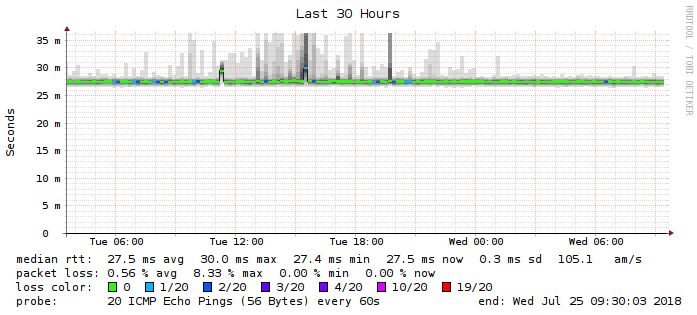 Last 30 Hours
RRDTOOL / TOBI OETIKER
Seconds
35 m
30 m
25 m
20 m
15 m
10 m
5 m
0
Tue 06:00 Tue 12:00 Tue 18:00 Wed 00:00 Wed 06:00
median rtt: 27.5 ms avg 30.0 ms max 27.4 ms min 27.5 ms now 0.3 ms sd 105.1 am/s
packet loss: 0.56 % avg 8.33 % max 0.00 % min 0.00 % now
loss color: 0 1/20 2/20 3/20 4/20 10/20 19/20
probe: 20 ICMP Echo Pings (56 Bytes) every 60s end: Wed Jul 25 09:30:03 2018